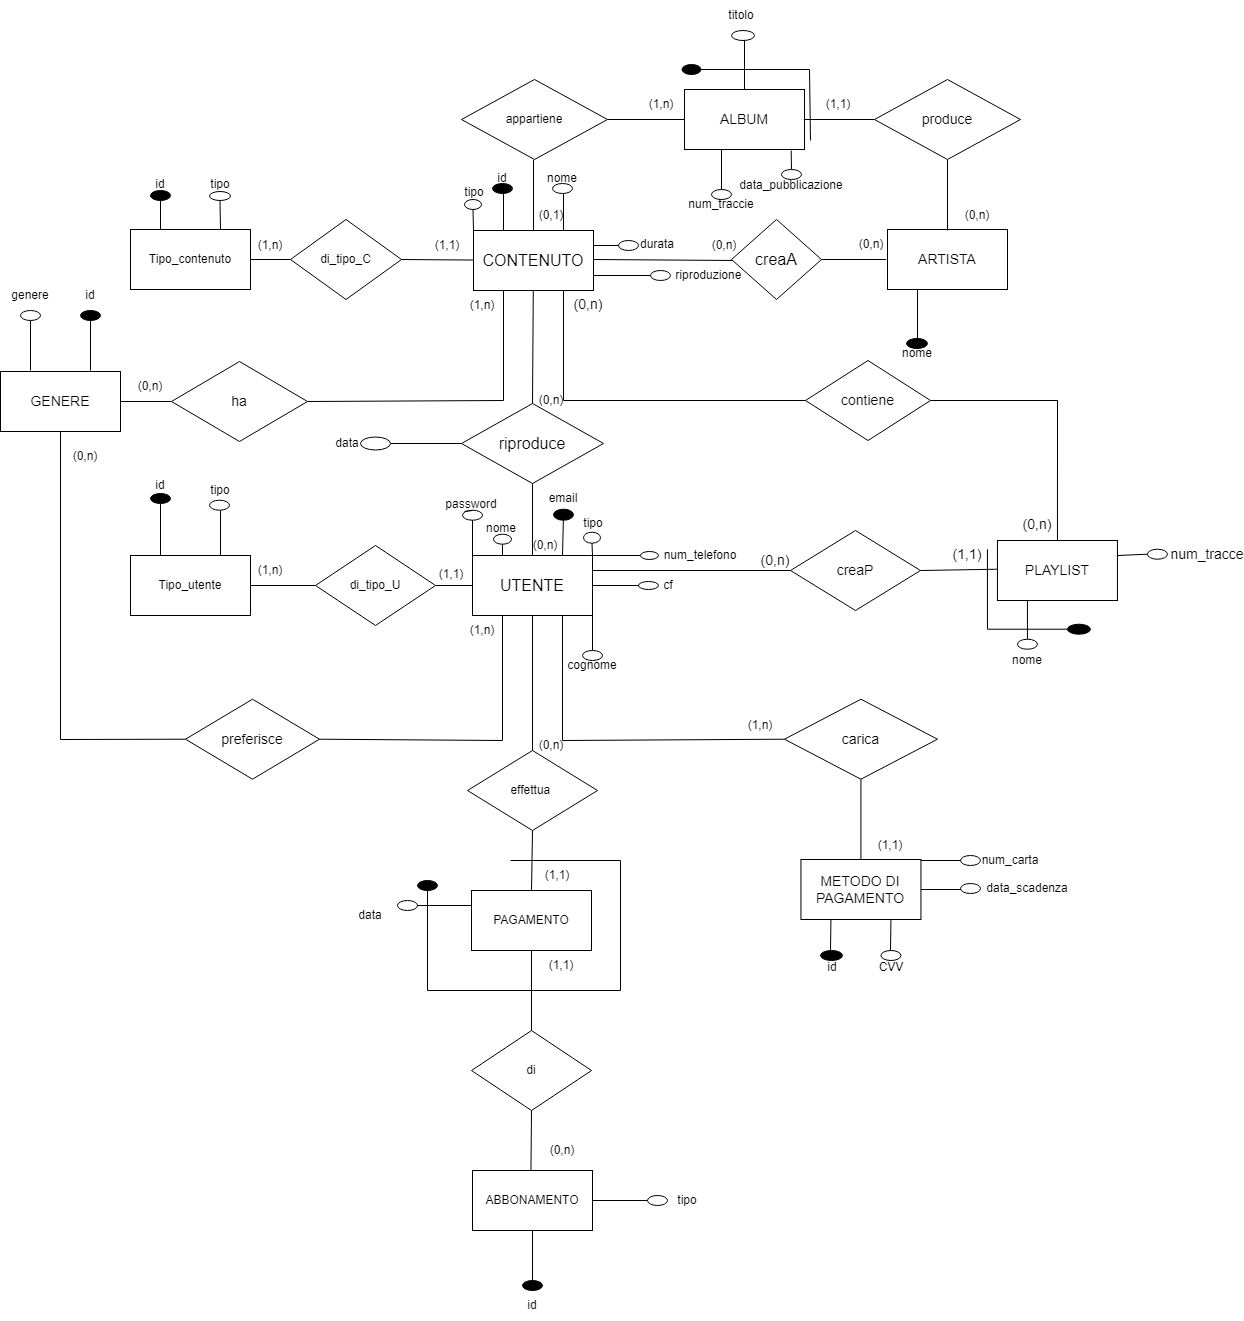 titolo
(1,n)
(1,1)
appartiene
ALBUM
produce
id
tipo
tipo
id
nome
data_pubblicazione
num_traccie
(0,1)
(0,n)
(1,n)
(1,1)
durata
(0,n)
(0,n)
Tipo_contenuto
di_tipo_C
CONTENUTO
creaA
ARTISTA
riproduzione
genere
id
(1,n)
(0,n)
nome
(0,n)
GENERE
ha
(0,n)
contiene
data
riproduce
(0,n)
id
tipo
password
email
nome
tipo
(0,n)
(0,n)
num_telefono
(1,n)
(1,1)
(0,n)
(1,1)
num_tracce
Tipo_utente
di_tipo_U
UTENTE
cf
creaP
PLAYLIST
(1,n)
cognome
nome
preferisce
(0,n)
(1,n)
carica
effettua
(1,1)
(1,1)
num_carta
METODO DI
PAGAMENTO
data_scadenza
data
PAGAMENTO
(1,1)
id
CVV
di
(0,n)
ABBONAMENTO
tipo
id